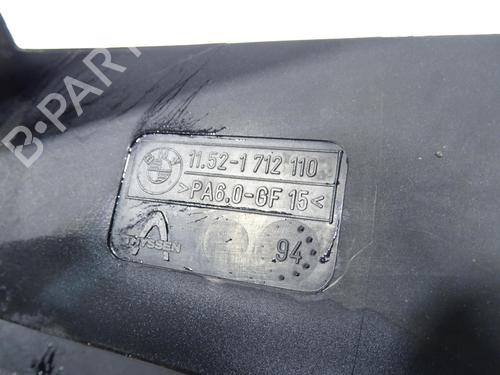 B-PARTS
11.52-1 712 110
>PA6.0-GF 15<
THYSSEN
94